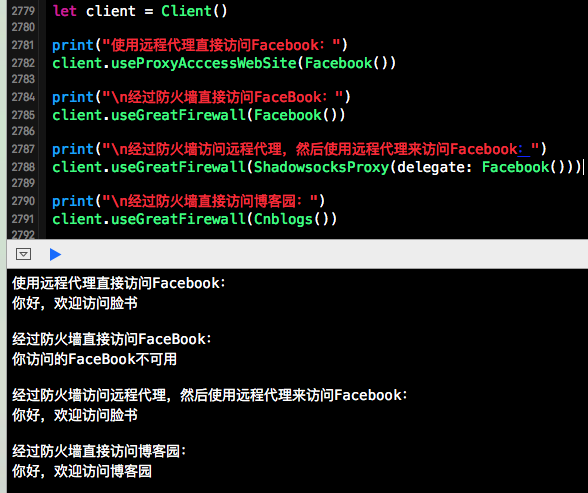 2779 let client = Client()
2780
2781 print("使用远程代理直接访问Facebook：")
2782 client.useProxyAcccessWebSite(Facebook())
2783
2784 print("\n经过防火墙直接访问FaceBook：")
2785 client.useGreatFirewall(Facebook())
2786
2787 print("\n经过防火墙访问远程代理，然后使用远程代理来访问Facebook：")
2788 client.useGreatFirewall(ShadowsocksProxy(delegate: Facebook()))
2789
2790 print("\n经过防火墙直接访问博客园：")
2791 client.useGreatFirewall(Cnblogs())
2792
使用远程代理直接访问Facebook：
你好，欢迎访问脸书
经过防火墙直接访问FaceBook：
你访问的FaceBook不可用
经过防火墙访问远程代理，然后使用远程代理来访问Facebook：
你好，欢迎访问脸书
经过防火墙直接访问博客园：
你好，欢迎访问博客园